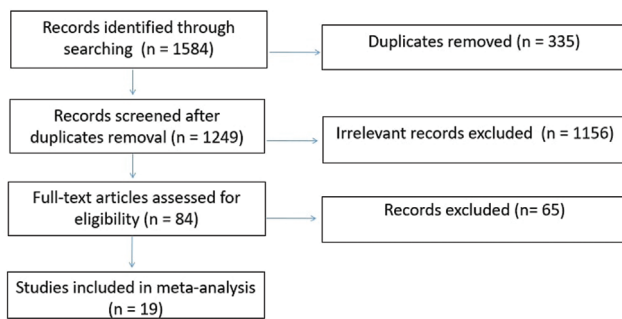 Records identified through
searching (n = 1584)
Duplicates removed (n = 335)
Records screened after
duplicates removal (n = 1249)
Irrelevant records excluded (n = 1156)
Full-text articles assessed for
eligibility (n = 84)
Records excluded (n= 65)
Studies included in meta-analysis
(n = 19)